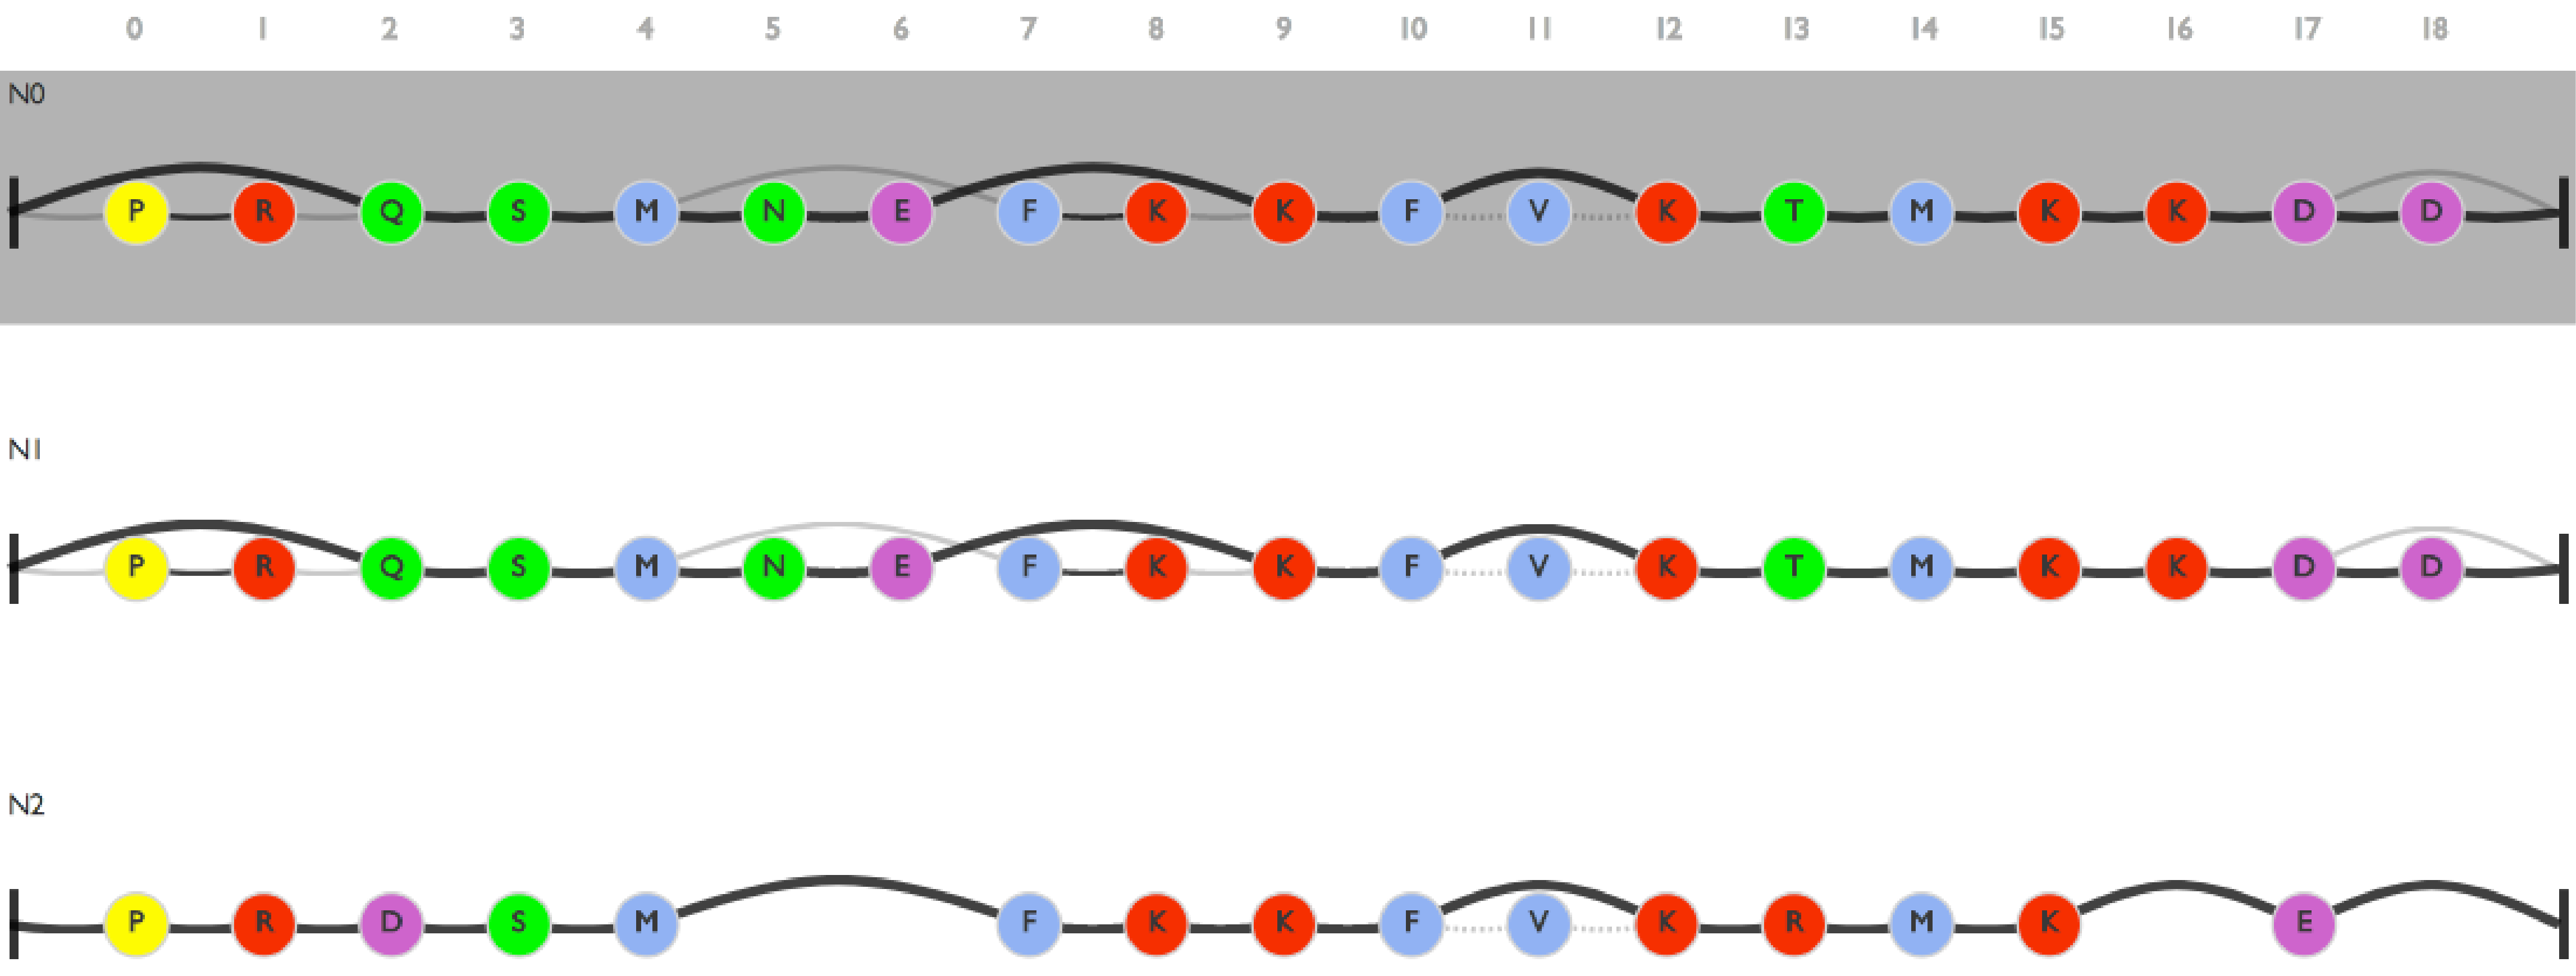 0 1 2 3 4 5 6 7 8 9 10 11 12 13 14 15 16 17 18
N0
P R Q S M N E F K K F V K T M K K D D
N1
P R Q S M N E F K K F V K T M K K D D
N2
P R D S M F K K F V K R M K E